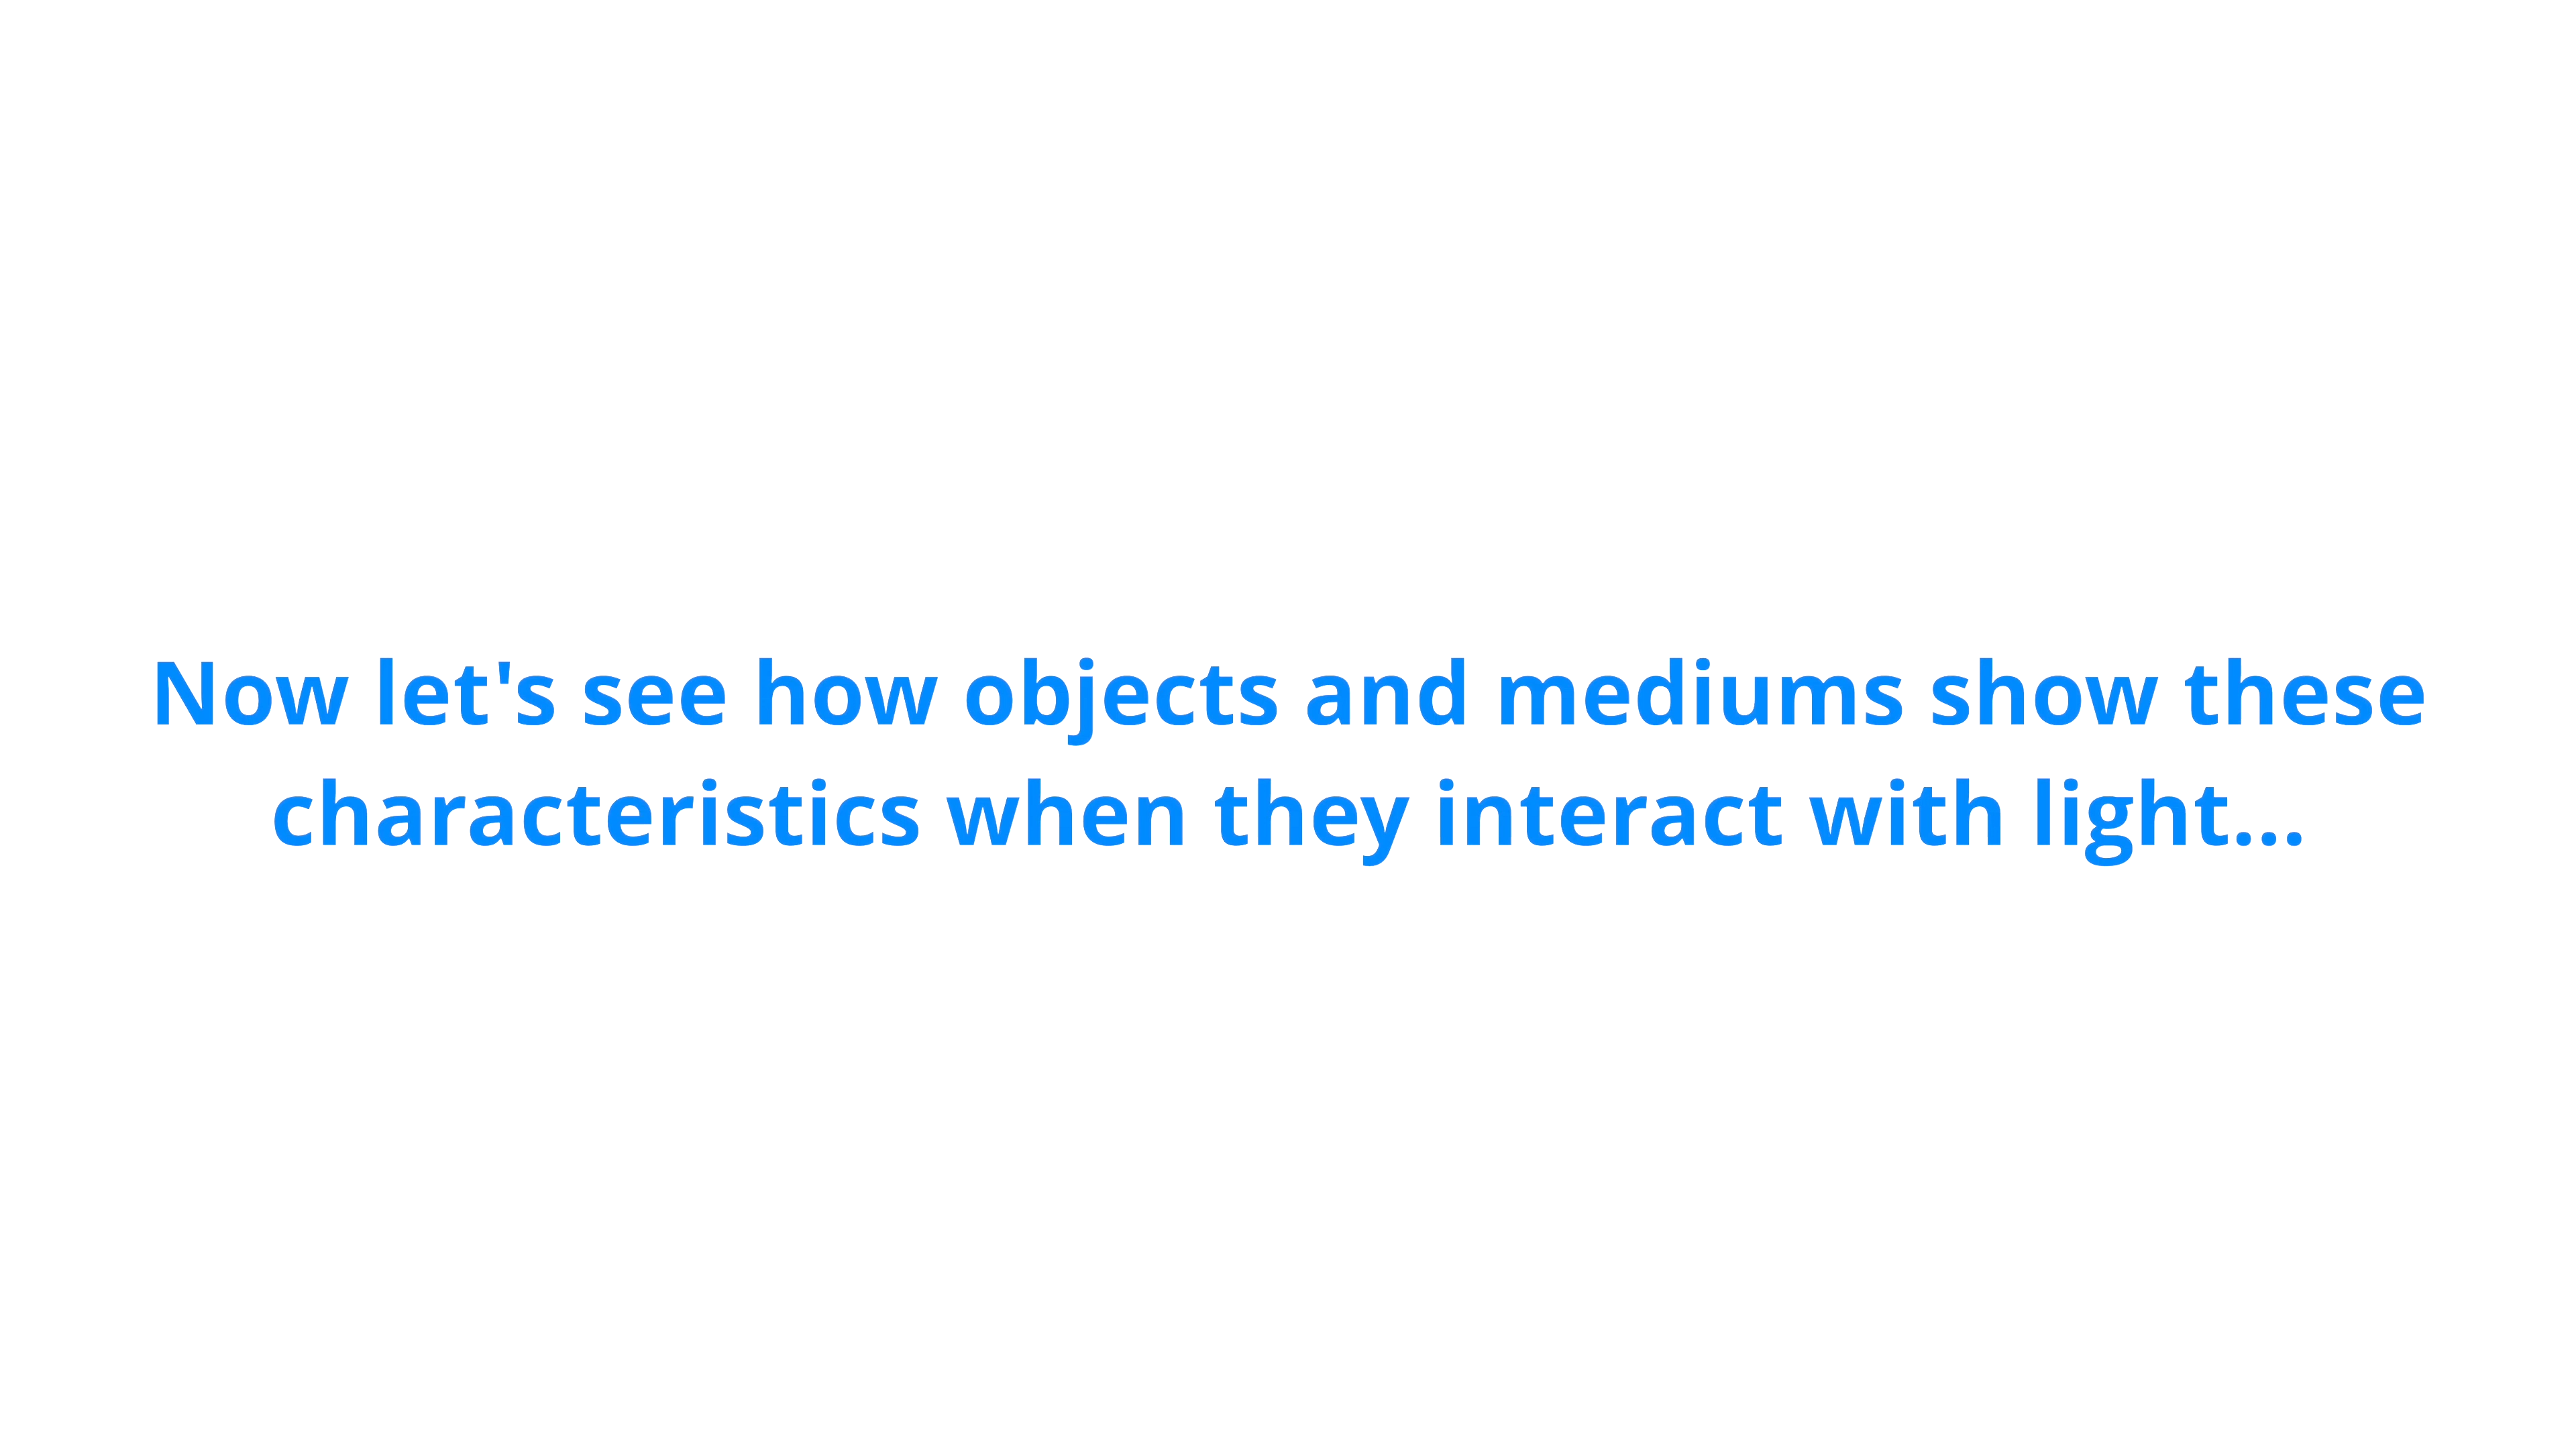 Now let's see how objects and mediums show these
characteristics when they interact with light...